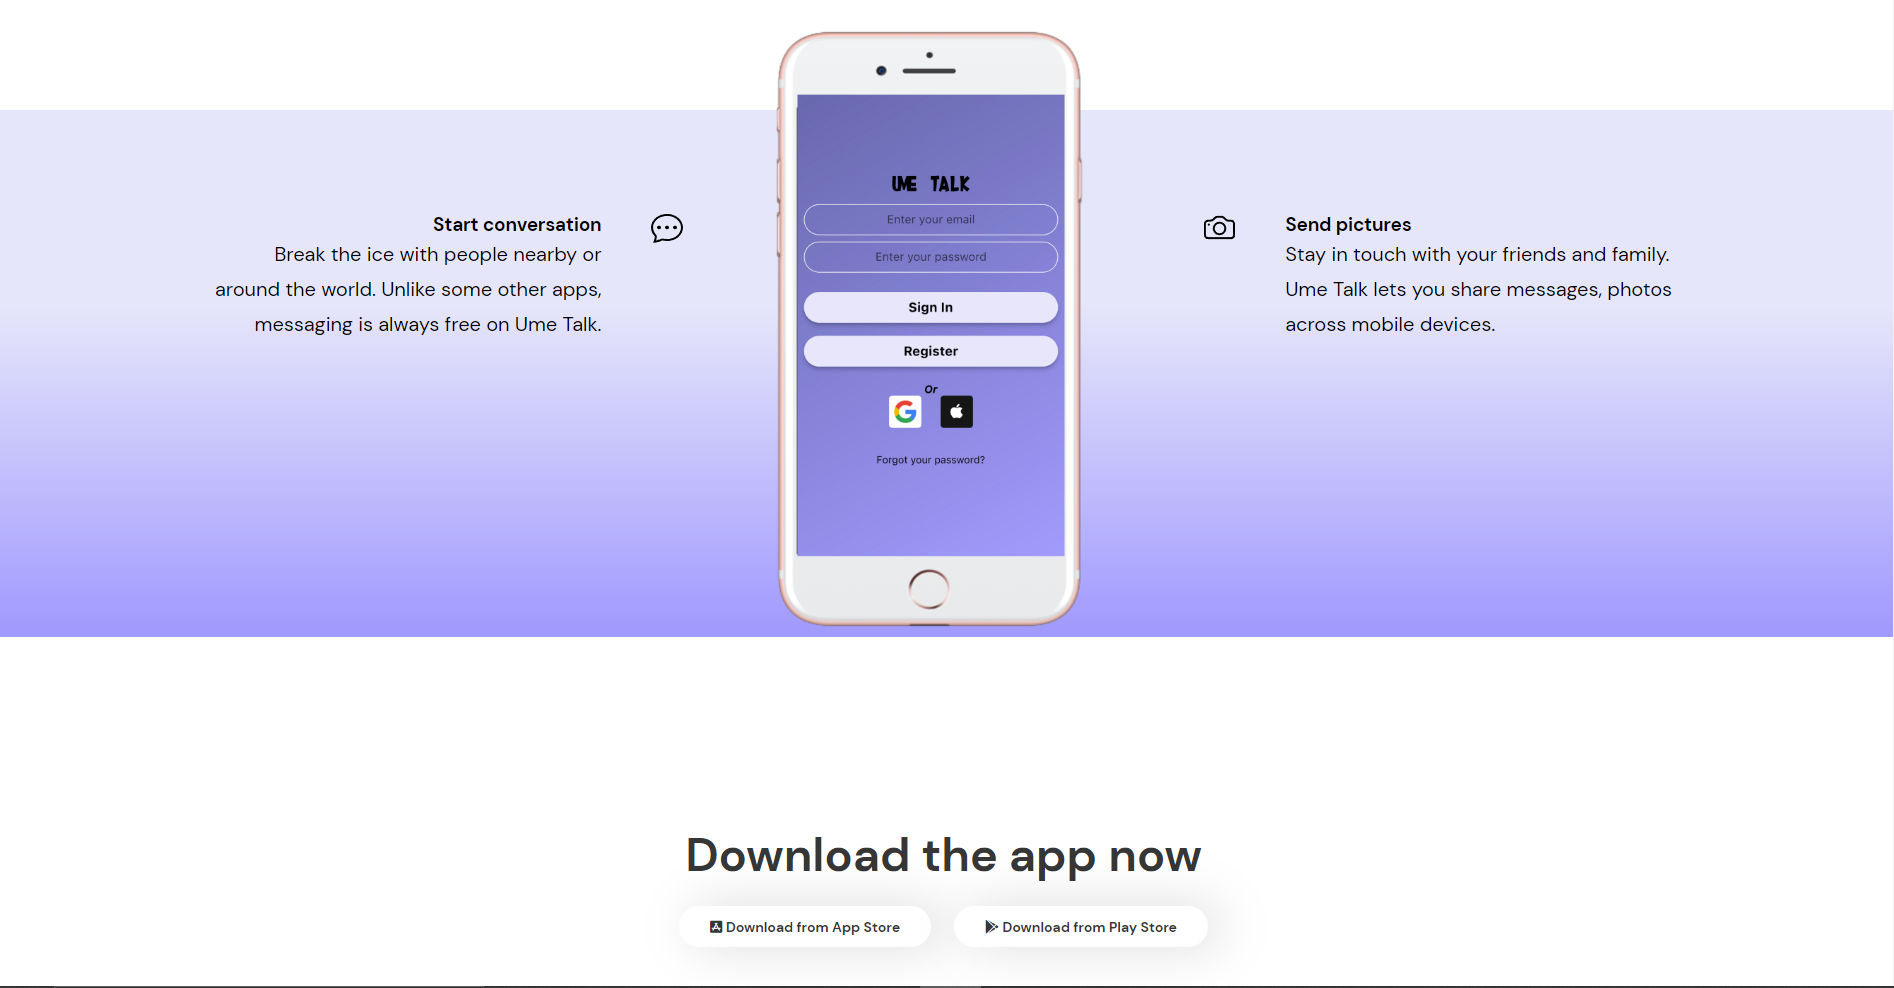 Start conversation
Break the ice with people nearby or
around the world. Unlike some other apps,
messaging is always free on Ume Talk.
UME TALK
Enter your email
Enter your password
Sign In
Register
Or
Forgot your password?
Send pictures
Stay in touch with your friends and family.
Ume Talk lets you share messages, photos
across mobile devices.
Download the app now
Download from App Store
Download from Play Store